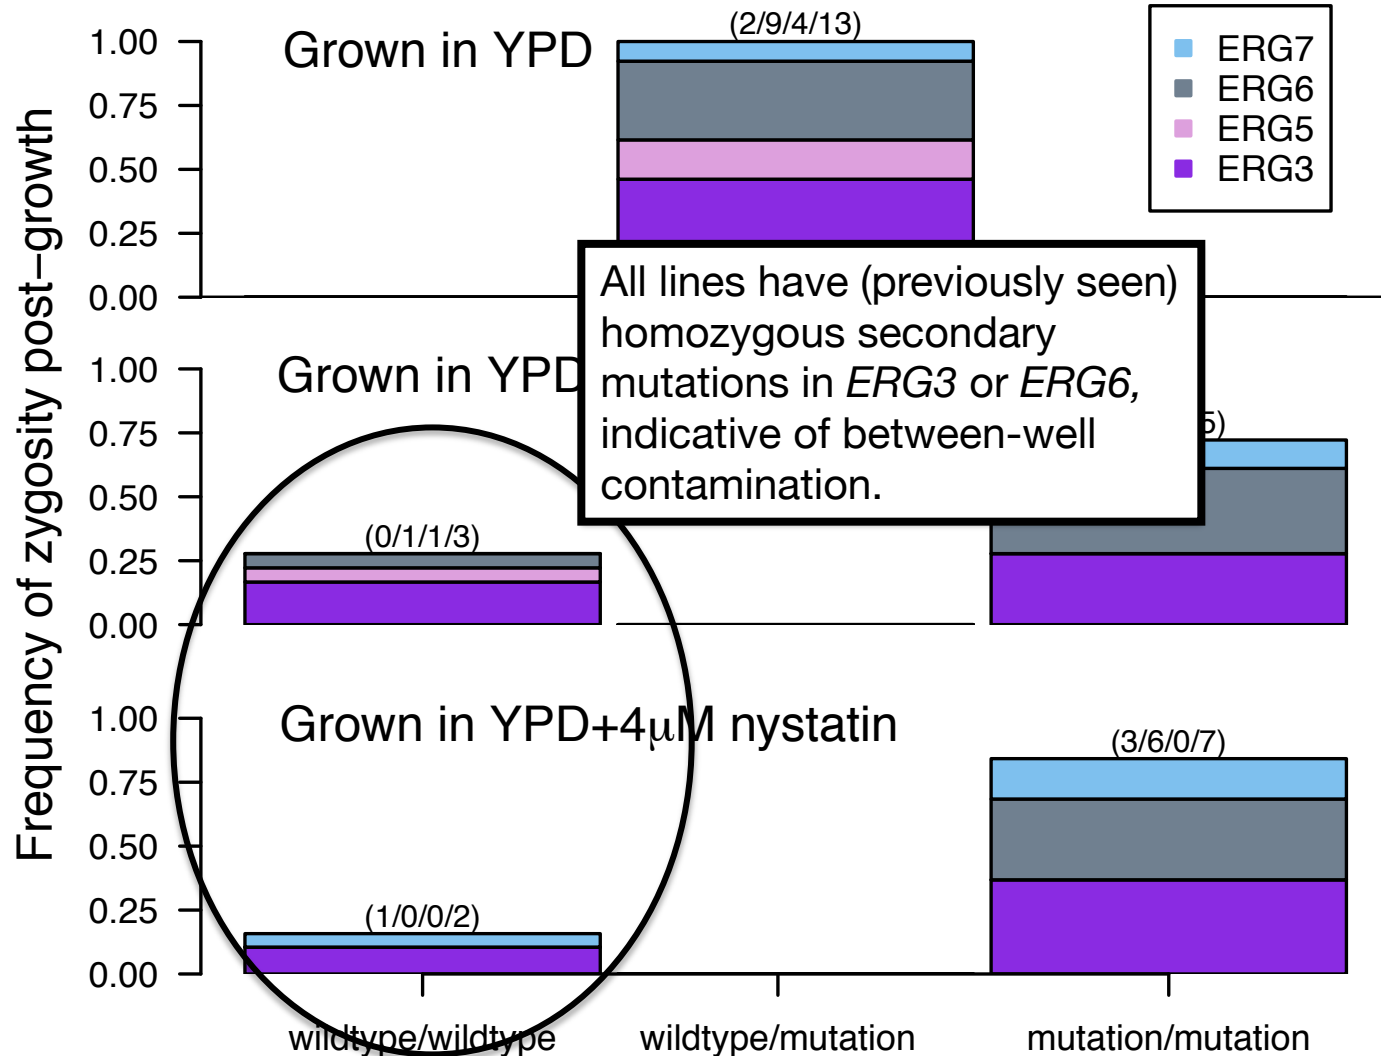 Frequency of zygosity post−growth
(2/9/4/13)
Grown in YPD
1.00
0.75
0.50
0.25
0.00
ERG7
ERG6
ERG5
ERG3
All lines have (previously seen)
homozygous secondary
mutations in ERG3 or ERG6,
indicative of between-well
contamination.
Grown in YPD
1.00
0.75
0.50
0.25
0.00
(0/1/1/3)
5)
Grown in YPD+4μM nystatin
1.00
0.75
0.50
0.25
0.00
(1/0/0/2)
(3/6/0/7)
wildtype/wildtype
wildtype/mutation
mutation/mutation